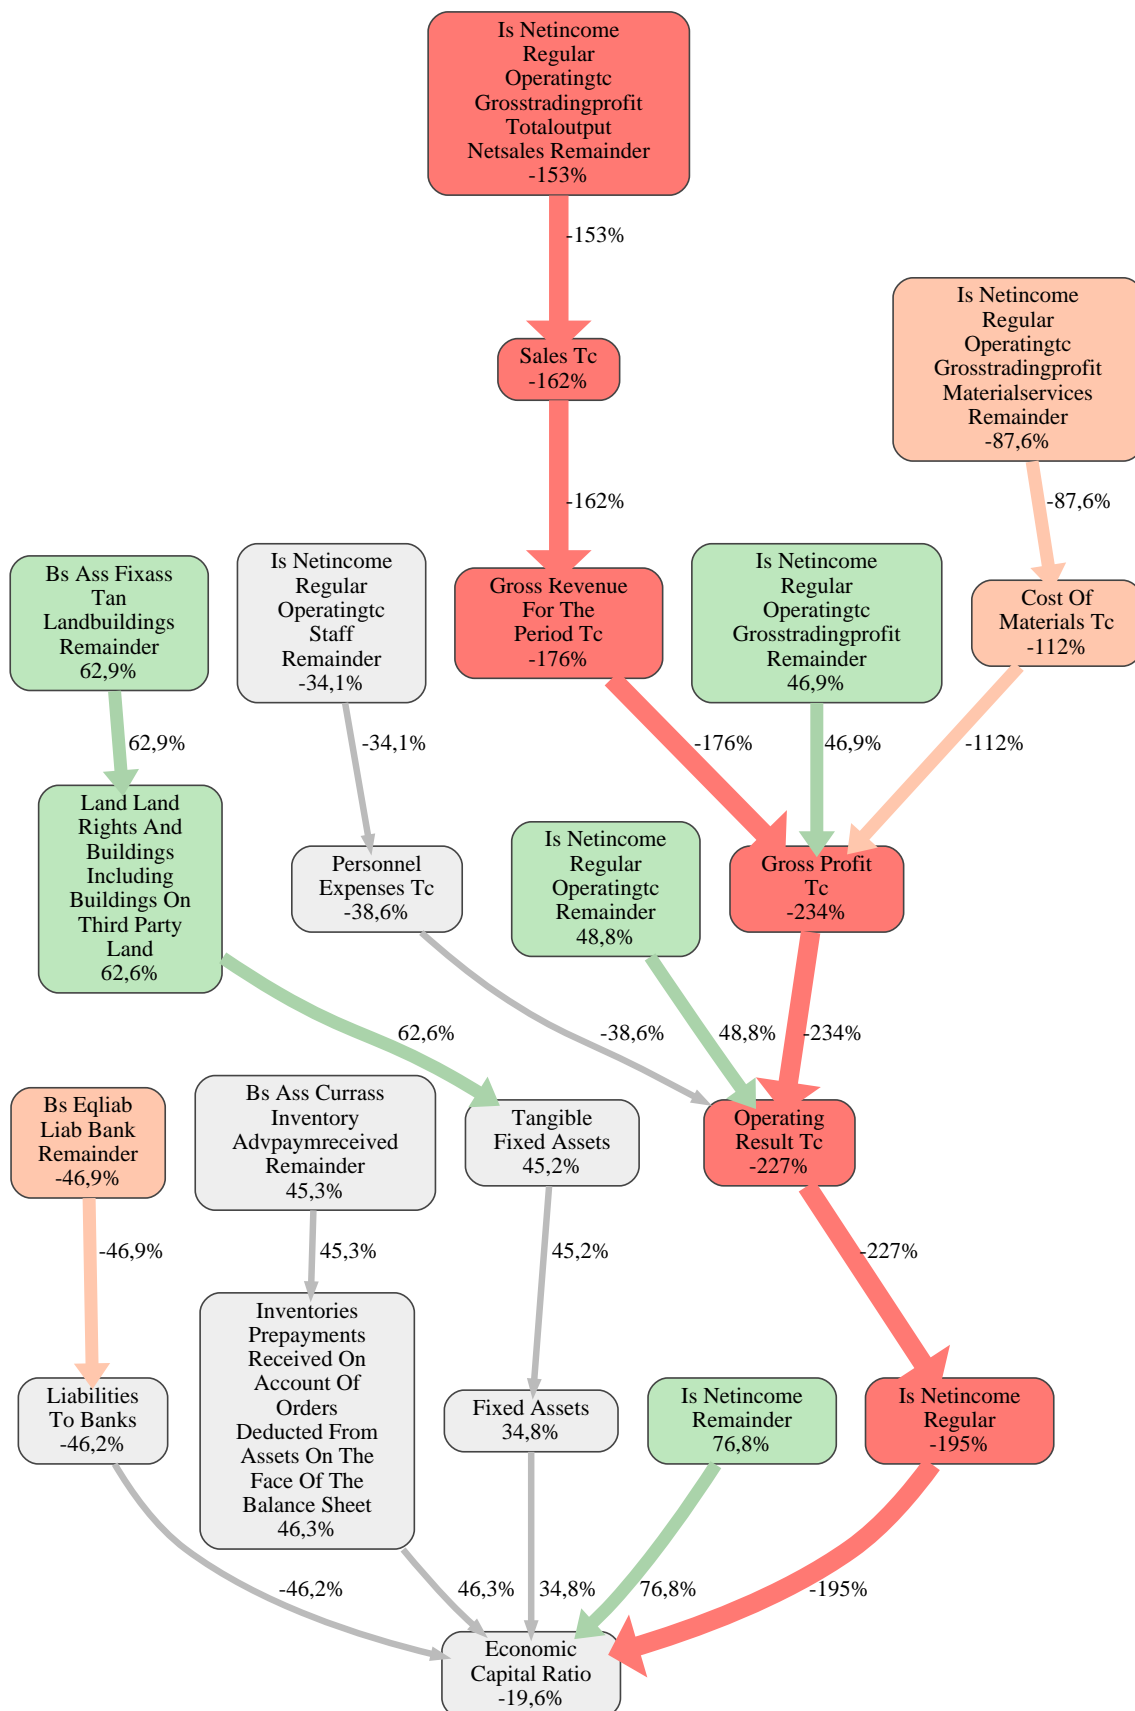 Is Netincome
Regular
Operatingtc
Grosstradingprofit
Totaloutput
Netsales Remainder
-153%
-153%
Sales Tc
-162%
Is Netincome
Regular
Operatingtc
Grosstradingprofit
Materialservices
Remainder
-87,6%
-162%
-87,6%
Bs Ass Fixass
Tan
Landbuildings
Remainder
62,9%
Is Netincome
Regular
Operatingtc
Staff
Remainder
-34,1%
Gross Revenue
For The
Period Tc
-176%
Is Netincome
Regular
Operatingtc
Grosstradingprofit
Remainder
46,9%
Cost Of
Materials Tc
-112%
62,9%
-34,1%
-176%
46,9%
-112%
Land Land
Rights And
Buildings
Including
Buildings On
Third Party
Land
62,6%
Personnel
Expenses Tc
-38,6%
Is Netincome
Regular
Operatingtc
Remainder
48,8%
Gross Profit
Tc
-234%
62,6%
-38,6%
48,8%
-234%
Bs Eqliab
Liab Bank
Remainder
-46,9%
Bs Ass Currass
Inventory
Advpaymreceived
Remainder
45,3%
Tangible
Fixed Assets
45,2%
Operating
Result Tc
-227%
-46,9%
45,3%
45,2%
-227%
Liabilities
To Banks
-46,2%
Inventories
Prepayments
Received On
Account Of
Orders
Deducted From
Assets On The
Face Of The
Balance Sheet
46,3%
Fixed Assets
34,8%
Is Netincome
Remainder
76,8%
Is Netincome
Regular
-195%
-46,2%
46,3%
34,8%
76,8%
-195%
Economic
Capital Ratio
-19,6%